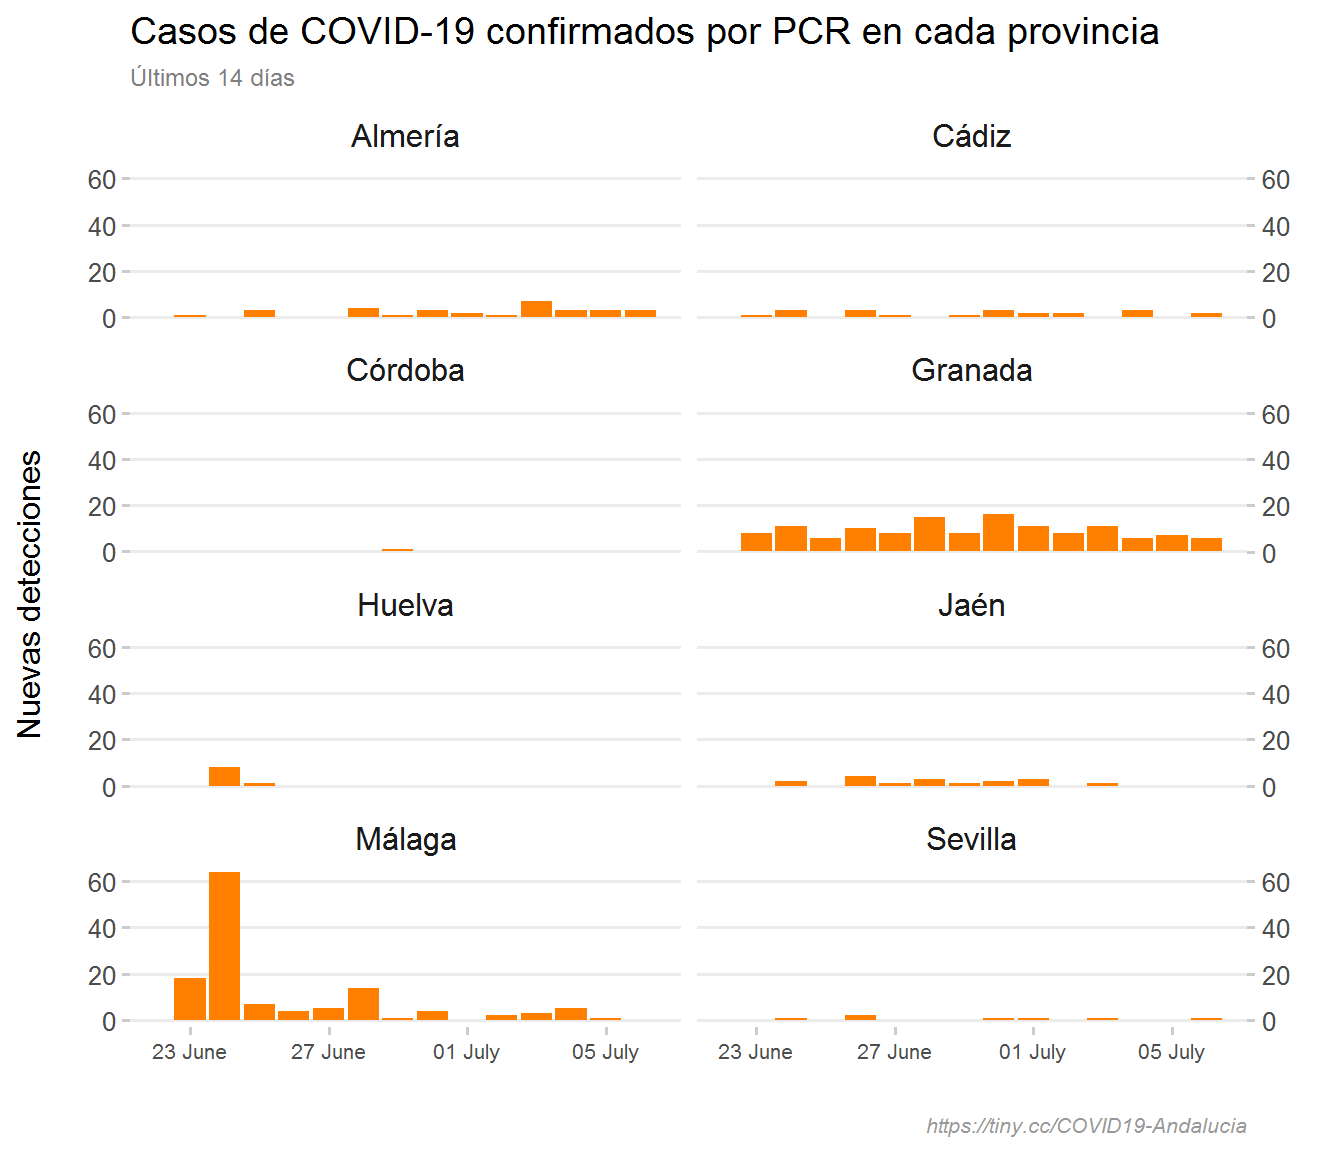 Casos de COVID-19 confirmados por PCR en cada provincia
Últimos 14 días
Almería
Cádiz
60
40
20
0
60
40
20
0
Córdoba
Granada
60
40
20
0
60
40
20
0
Huelva
Jaén
60
40
20
0
60
40
20
0
Málaga
Sevilla
60
40
20
0
60
40
20
0
23 June
27 June
01 July
05 July
23 June
27 June
01 July
05 July
Nuevas detecciones
https://tiny.cc/COVID19-Andalucia